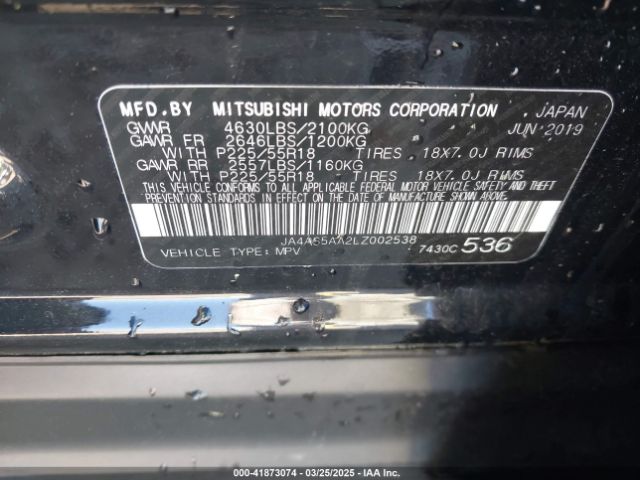 MFD.BY MITSUBISHI MOTORS CORPORATION JAPAN
GVWR 4630LBS/2100KG JUN 2019
GAWR FR 2646LBS/1200KG
WITH P225/55R18 TIRES 18X7.0J RIMS
GAWR RR 2557LBS/1160KG
WITH P225/55R18 TIRES 18X7.0J RIMS
THIS VEHICLE CONFORMS TO ALL APPLICABLE FEDERAL MOTOR VEHICLE SAFETY AND THEFT
PREVENTION STANDARDS IN EFFECT ON THE DATE OF MANUFACTURE SHOWN ABOVE.
JA4AS5AA2LZ002538
VEHICLE TYPE: MPV 7430C 536
000-41873074 | 03/25/2025 | IAA Inc.